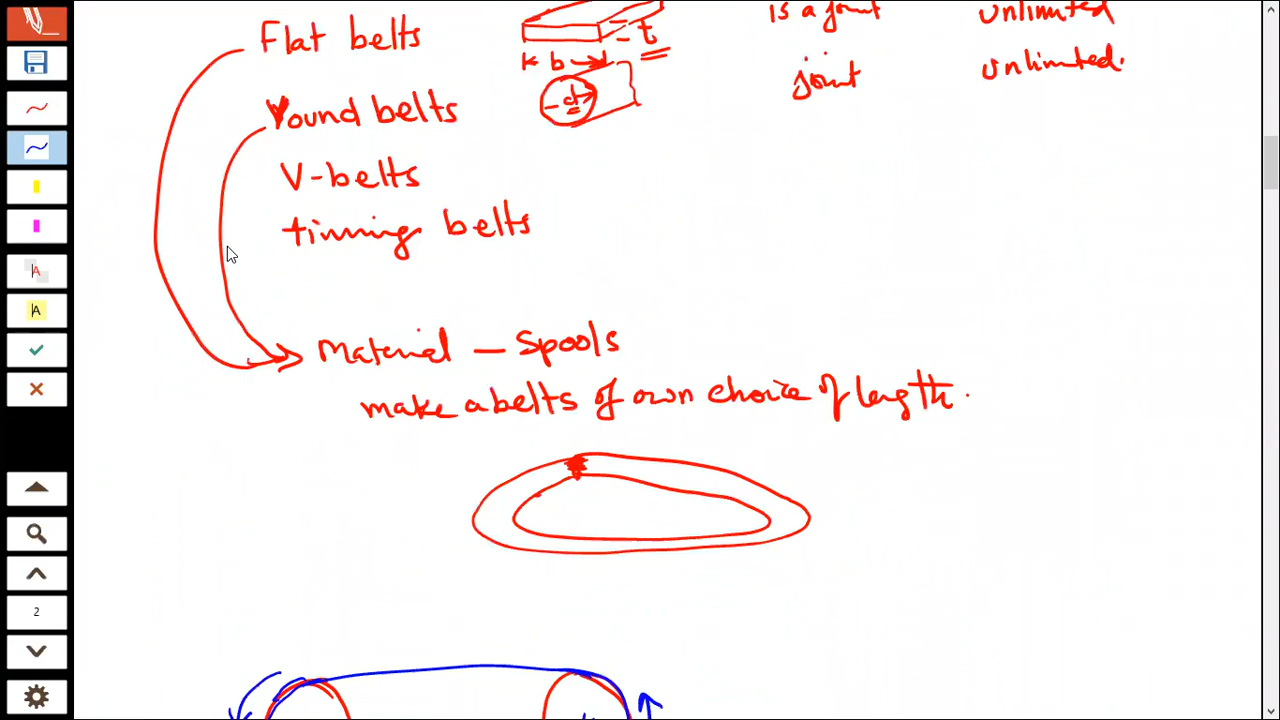 is a joint unlimited
Flat belts t
b
joint unlimited.
round belts d
V-belts
timing belts
Material - Spools
make a belts of own choice of length.
A
A
2